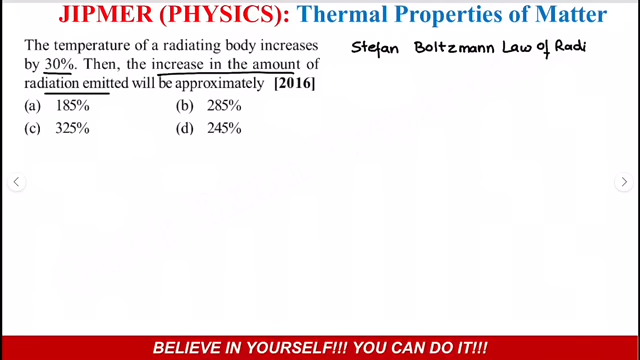 JIPMER (PHYSICS): Thermal Properties of Matter
The temperature of a radiating body increases
by 30%. Then, the increase in the amount of
radiation emitted will be approximately [2016]
(a) 185% (b) 285%
(c) 325% (d) 245%
Stefan Boltzmann Law of Radi
BELIEVE IN YOURSELF!!! YOU CAN DO IT!!!